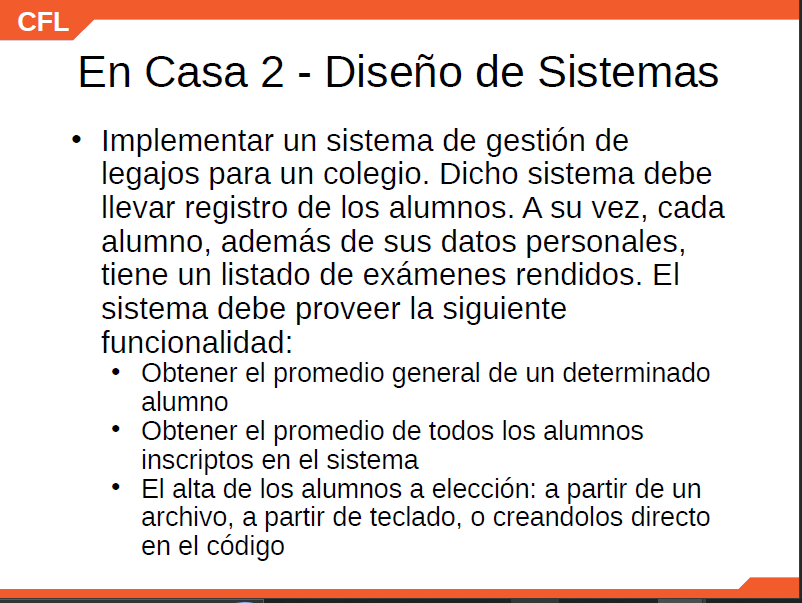 CFL
En Casa 2 - Diseño de Sistemas
• Implementar un sistema de gestión de
legajos para un colegio. Dicho sistema debe
llevar registro de los alumnos. A su vez, cada
alumno, además de sus datos personales,
tiene un listado de exámenes rendidos. El
sistema debe proveer la siguiente
funcionalidad:
• Obtener el promedio general de un determinado
alumno
• Obtener el promedio de todos los alumnos
inscriptos en el sistema
• El alta de los alumnos a elección: a partir de un
archivo, a partir de teclado, o creandolos directo
en el código